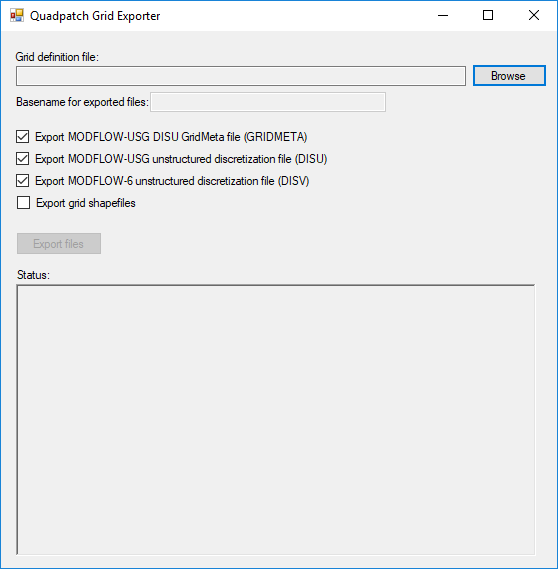 Quadpatch Grid Exporter
Grid definition file:
Browse
Basename for exported files:
Export MODFLOW-USG DISU GridMeta file (GRIDMETA)
Export MODFLOW-USG unstructured discretization file (DISU)
Export MODFLOW-6 unstructured discretization file (DISV)
Export grid shapefiles
Export files
Status: